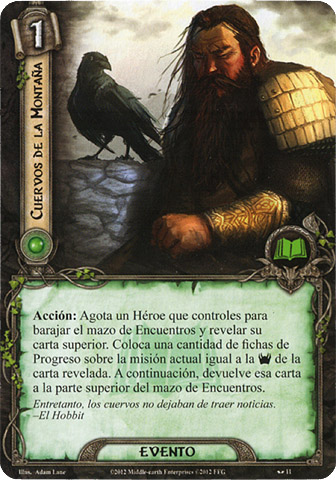 1
Cuervos de la Montaña
Acción: Agota un Héroe que controles para
barajar el mazo de Encuentros y revelar su
carta superior. Coloca una cantidad de fichas de
Progreso sobre la misión actual igual a la de
la carta revelada. A continuación, devuelve esa carta
a la parte superior del mazo de Encuentros.
Entretanto, los cuervos no dejaban de traer noticias.
–El Hobbit
EVENTO
Illus. Adam Lane ©2012 Middle-earth Enterprises ©2012 FFG 11